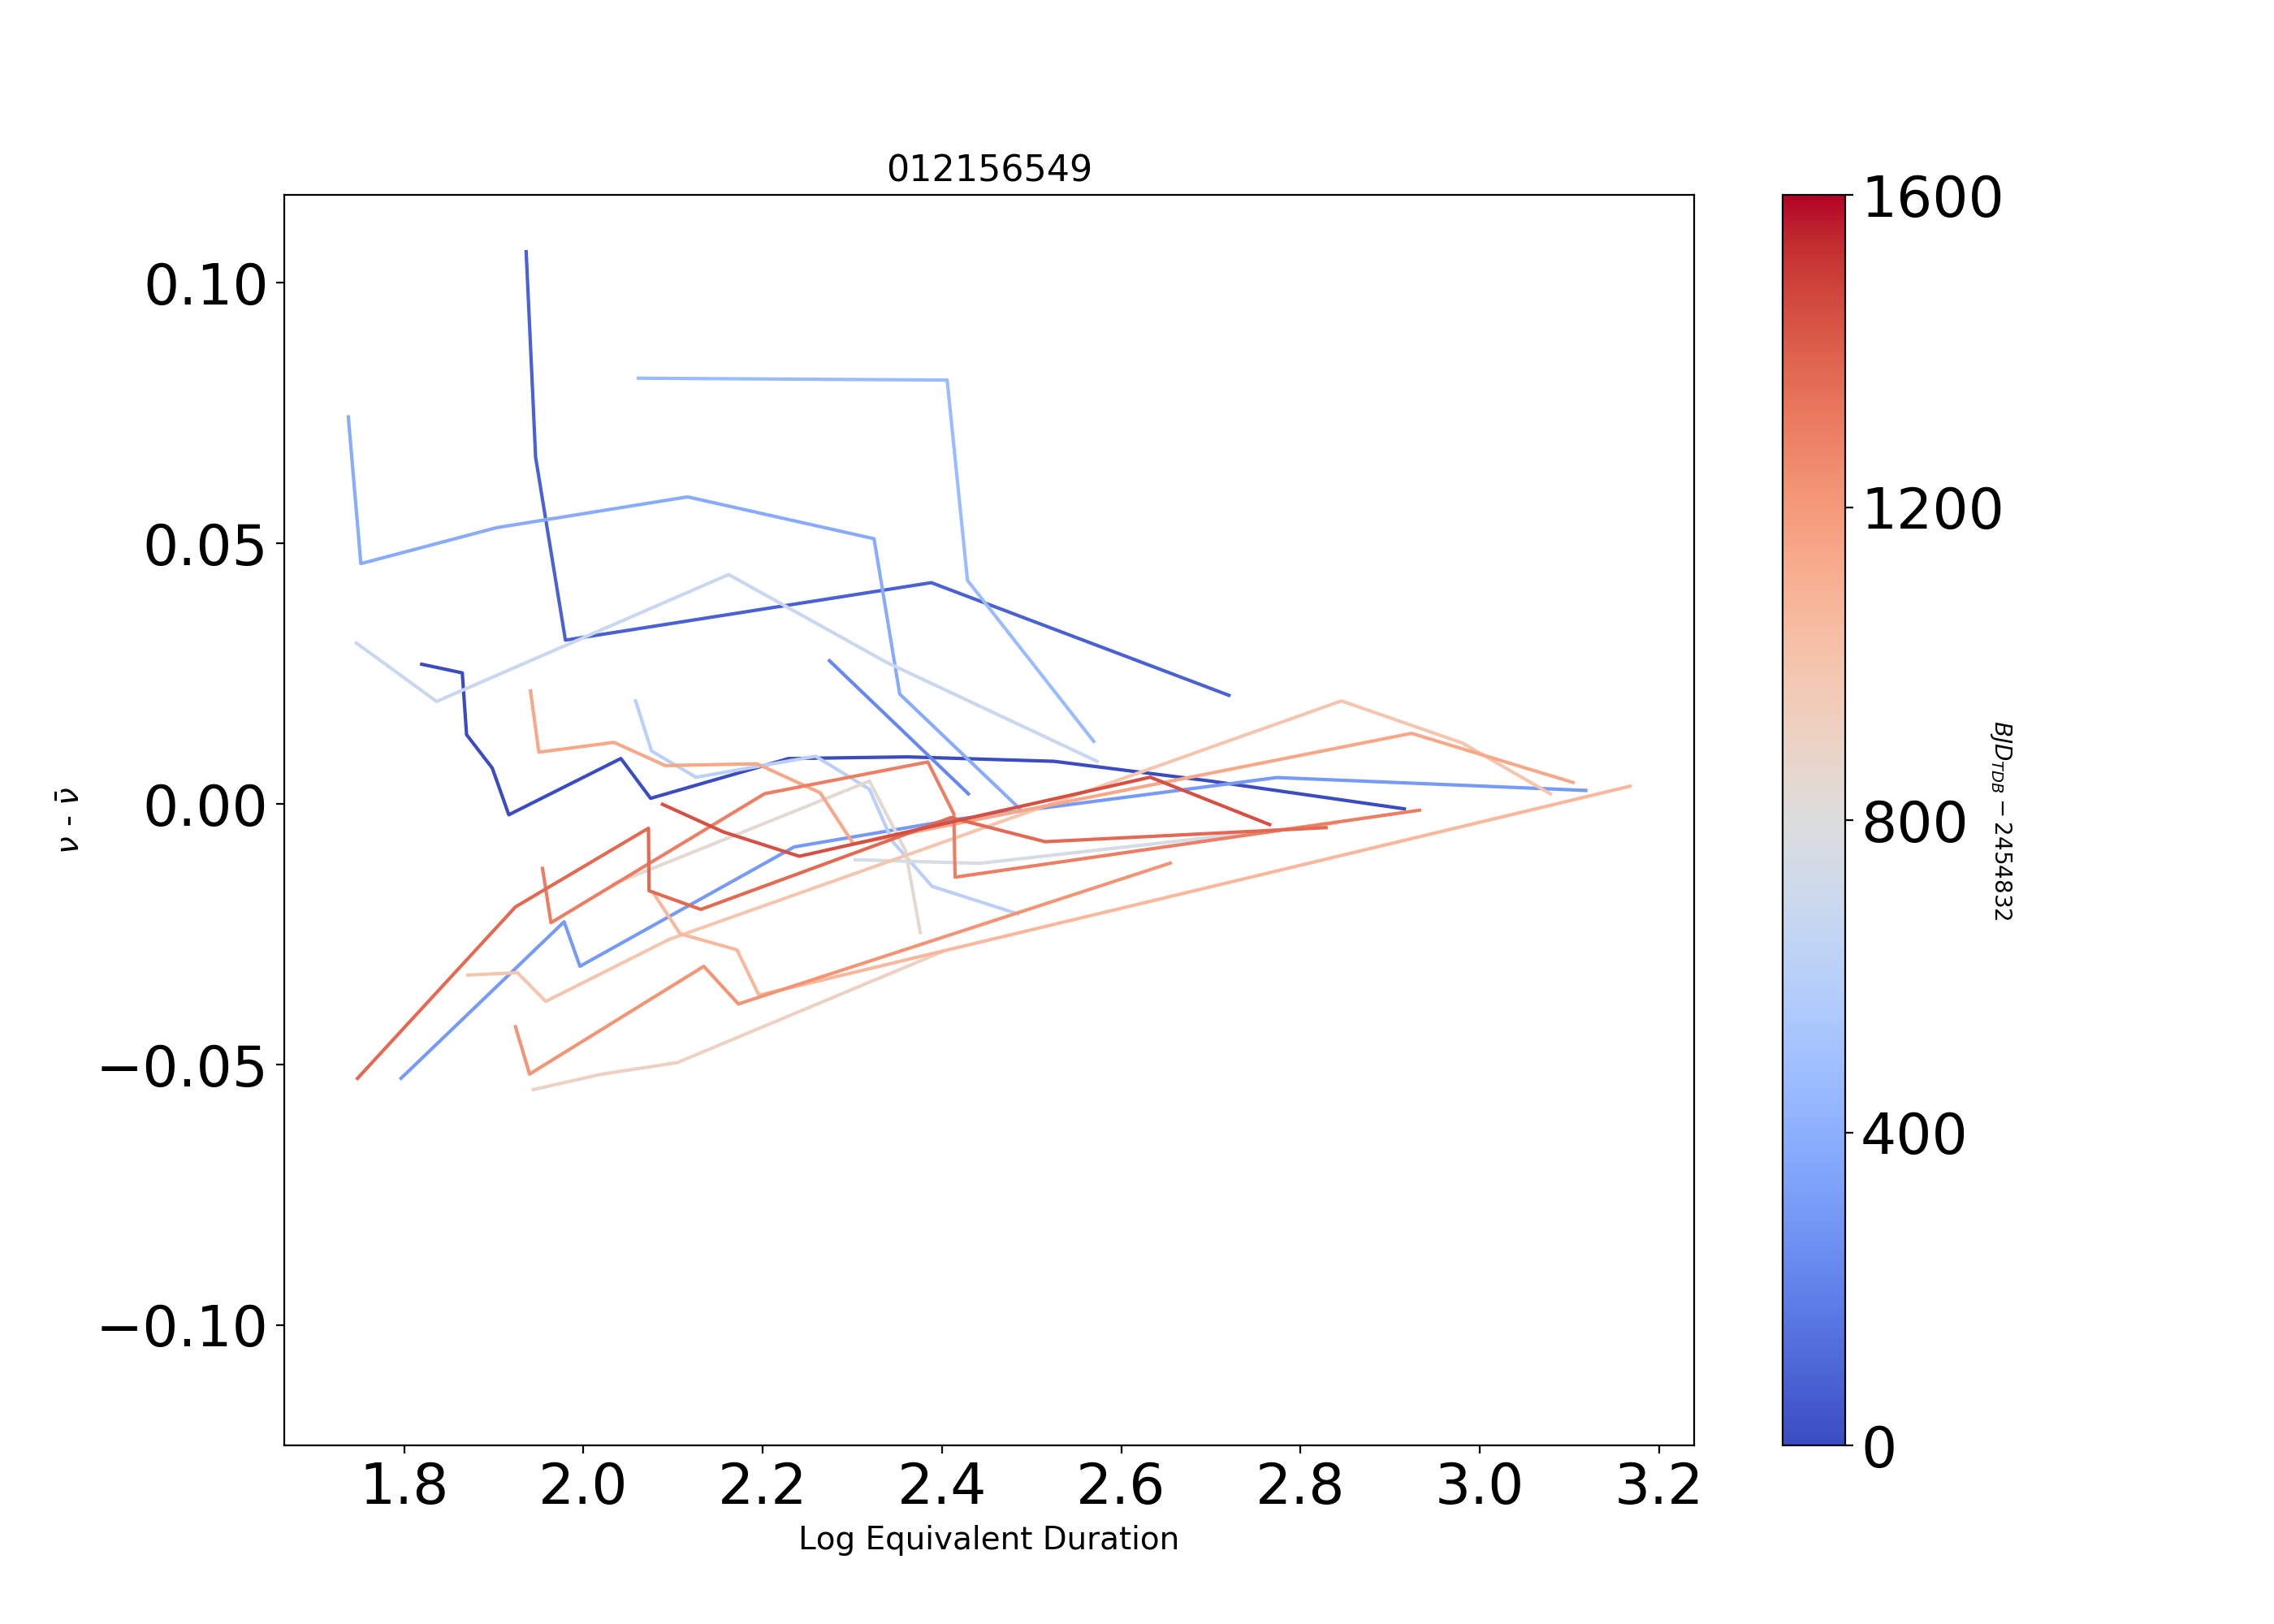 012156549
0.10
0.05
0.00
−0.05
−0.10
ν - ν̄
1.8 2.0 2.2 2.4 2.6 2.8 3.0 3.2
Log Equivalent Duration
1600
1200
800
400
0
BJD_TDB − 2454832